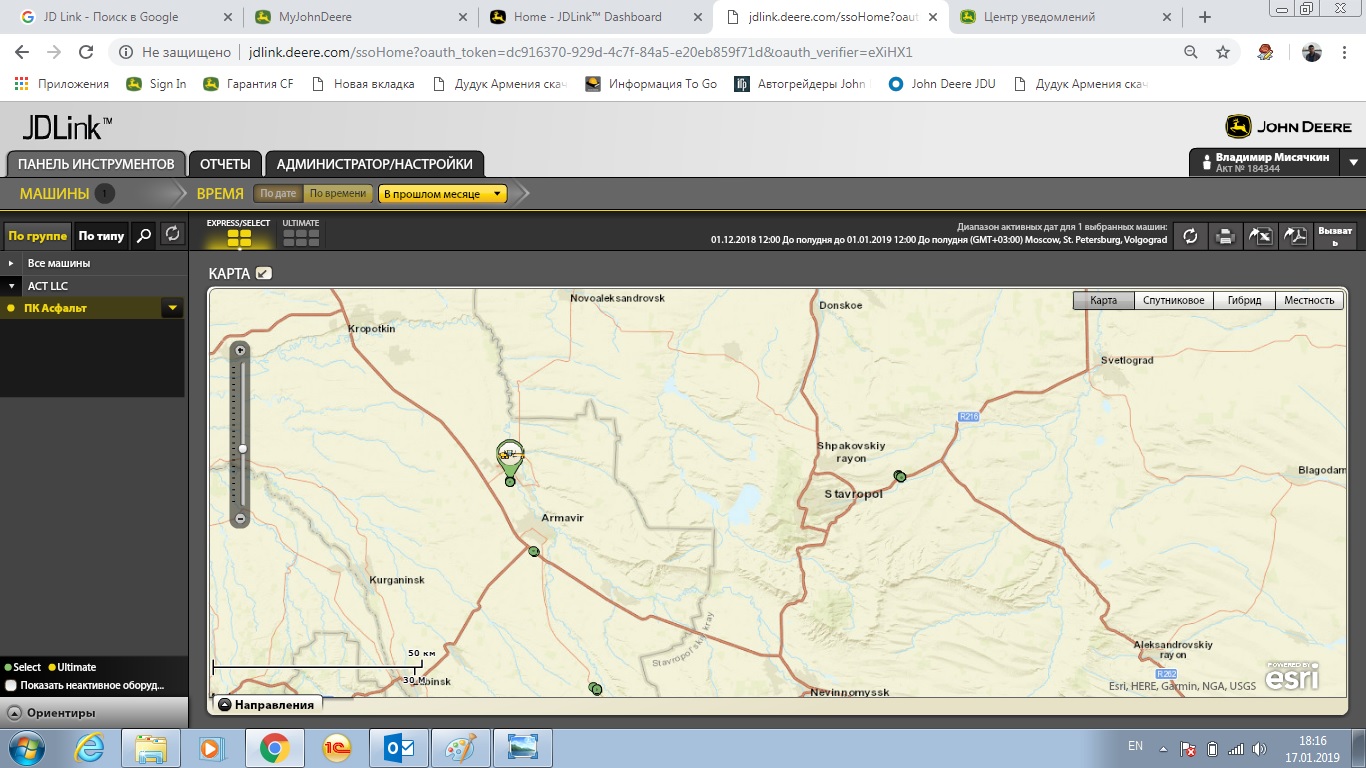 JD Link - Поиск в Google
MyJohnDeere
Home - JDLink™ Dashboard
jdlink.deere.com/ssoHome?oaut
Центр уведомлений
Не защищено
jdlink.deere.com/ssoHome?oauth_token=dc916370-929d-4c7f-84a5-e20eb859f71d&oauth_verifier=eXiHX1
Приложения
Sign In
Гарантия CF
Новая вкладка
Дудук Армения скач
Информация To Go
Автогрейдеры John
John Deere JDU
Дудук Армения скач
JDLink™
JOHN DEERE
ПАНЕЛЬ ИНСТРУМЕНТОВ
ОТЧЕТЫ
АДМИНИСТРАТОР/НАСТРОЙКИ
Владимир Мисячкин
Акт № 184344
МАШИНЫ 1
ВРЕМЯ
По дате
По времени
В прошлом месяце
По группе
По типу
EXPRESS/SELECT
ULTIMATE
Диапазон активных дат для 1 выбранных машин:
01.12.2018 12:00 До полудня до 01.01.2019 12:00 До полудня (GMT+03:00) Moscow, St. Petersburg, Volgograd
Вызват
ь
Все машины
ACT LLC
ПК Асфальт
КАРТА
Карта
Спутниковое
Гибрид
Местность
Novoaleksandrovsk
Donskoe
Kropotkin
Svetlograd
R216
Shpakovskiy
rayon
Blagodarn
Stavropol
Armavir
Kurganinsk
Stavropol'skiy kray
Aleksandrovskiy
rayon
R262
50 км
30 м
Nevinnomyssk
Esri, HERE, Garmin, NGA, USGS
POWERED BY
esri
Направления
Select
Ultimate
Показать неактивное оборуд...
Ориентиры
EN
18:16
17.01.2019